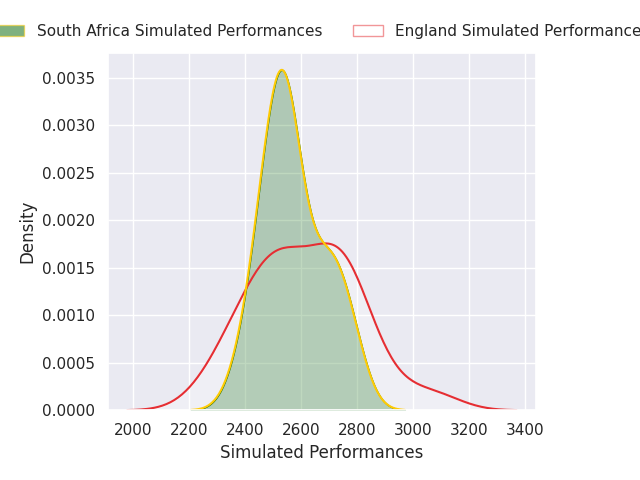 South Africa Simulated Performances England Simulated Performance
0.0035
0.0030
0.0025
0.0020
0.0015
0.0010
0.0005
0.0000
Density
2000 2200 2400 2600 2800 3000 3200 3400
Simulated Performances